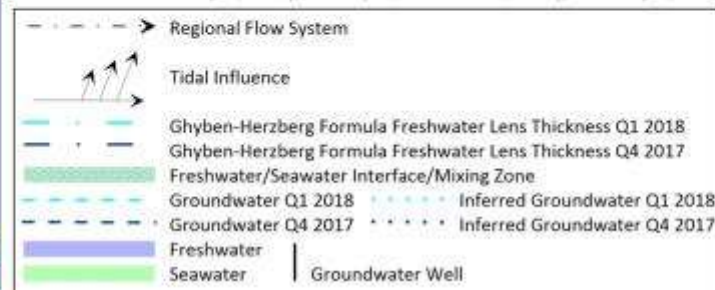 Regional Flow System
Tidal Influence
Ghyben-Herzberg Formula Freshwater Lens Thickness Q1 2018
Ghyben-Herzberg Formula Freshwater Lens Thickness Q4 2017
Freshwater/Seawater Interface/Mixing Zone
Groundwater Q1 2018 Inferred Groundwater Q1 2018
Groundwater Q4 2017 Inferred Groundwater Q4 2017
Freshwater
Seawater Groundwater Well